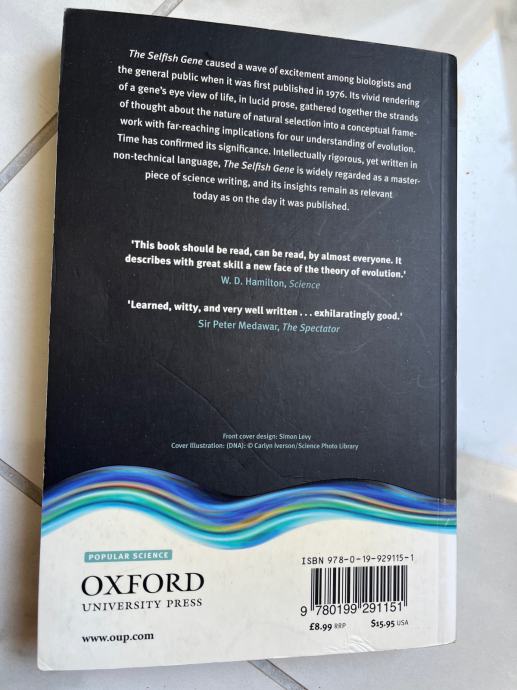 The Selfish Gene caused a wave of excitement among biologists and
the general public when it was first published in 1976. Its vivid rendering
of a gene's eye view of life, in lucid prose, gathered together the strands
of thought about the nature of natural selection into a conceptual frame-
work with far-reaching implications for our understanding of evolution.
Time has confirmed its significance. Intellectually rigorous, yet written in
non-technical language, The Selfish Gene is widely regarded as a master-
piece of science writing, and its insights remain as relevant
today as on the day it was published.
'This book should be read, can be read, by almost everyone. It
describes with great skill a new face of the theory of evolution.'
W. D. Hamilton, Science
'Learned, witty, and very well written . . . exhilaratingly good.'
Sir Peter Medawar, The Spectator
Front cover design: Simon Levy
Cover Illustration: (DNA): © Carlyn Iverson/Science Photo Library
POPULAR SCIENCE
OXFORD
UNIVERSITY PRESS
www.oup.com
ISBN 978-0-19-929115-1
9 780199 291151
£8.99 RRP $15.95 USA